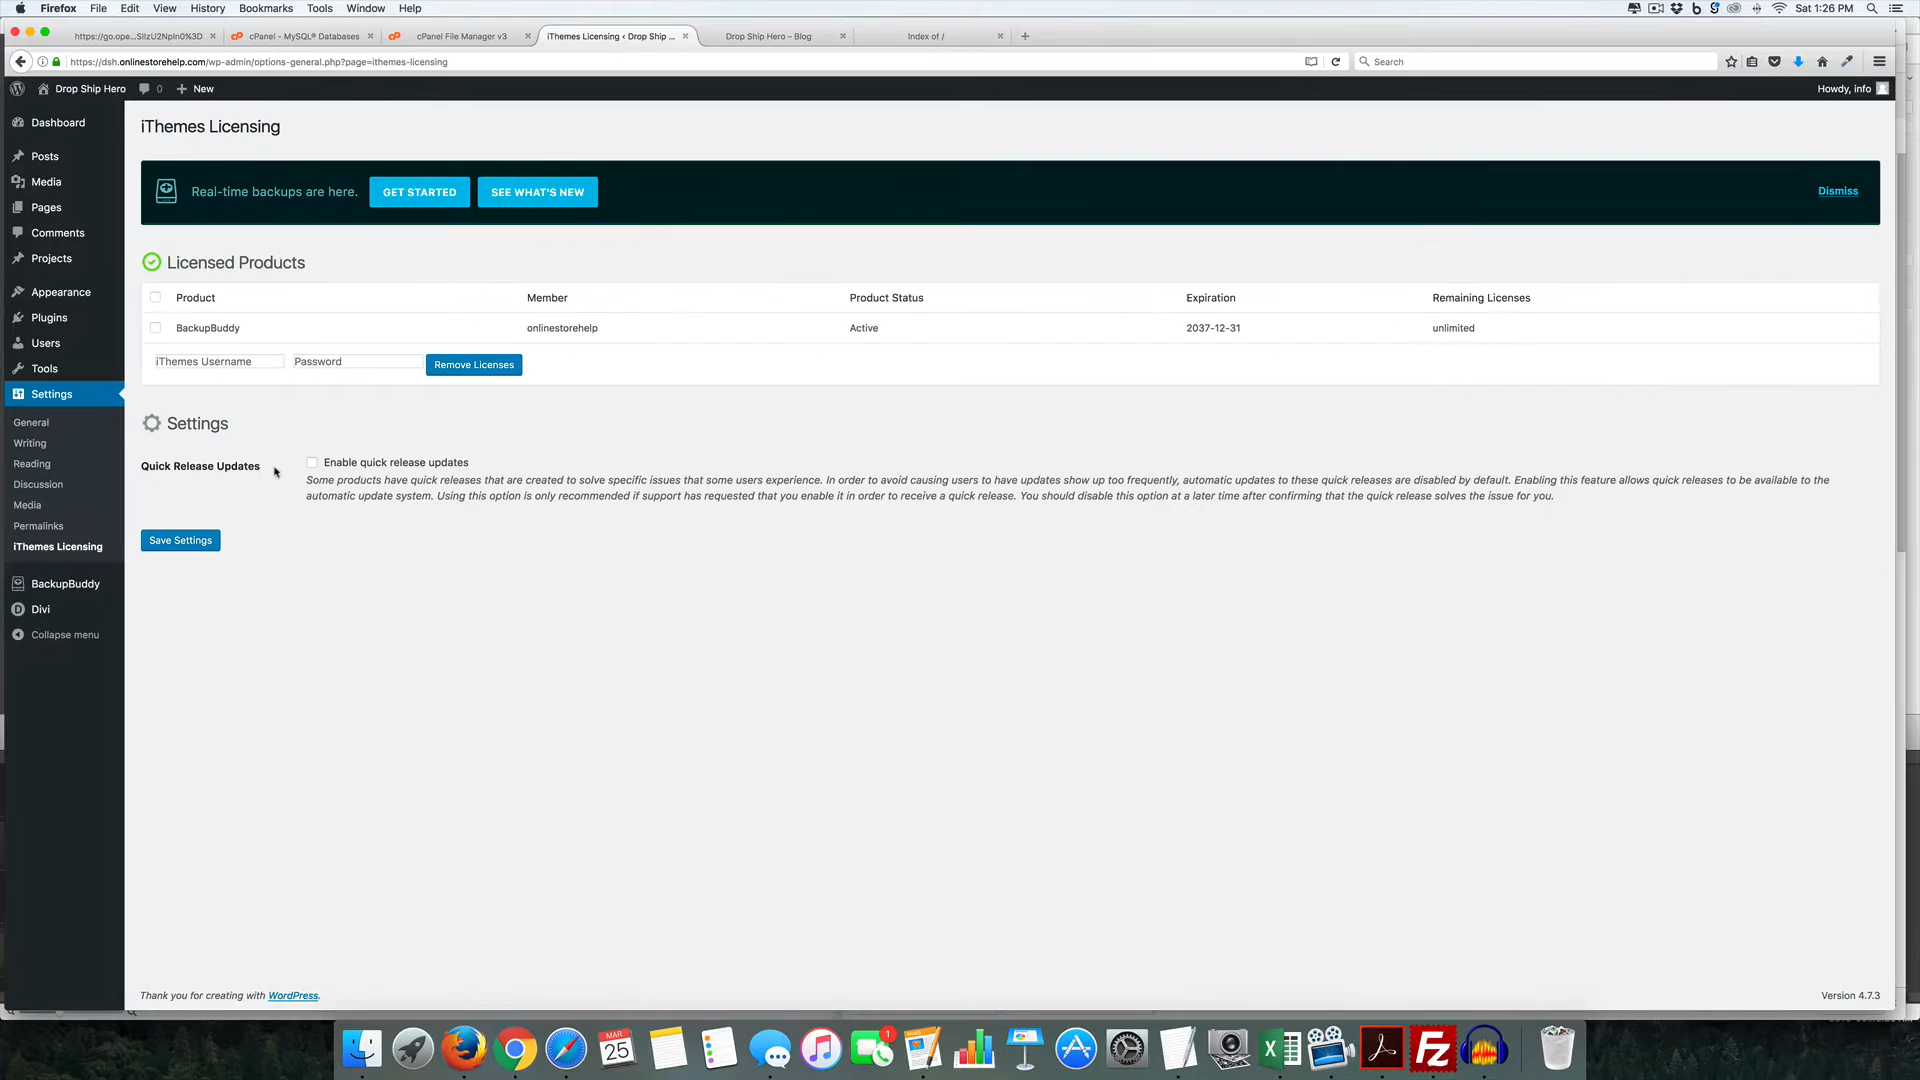 Firefox File Edit View History Bookmarks Tools Window Help Sat 1:26 PM
https://go.ope...SIIzU2NpIn0%3D cPanel - MySQL® Databases cPanel File Manager v3 iThemes Licensing ‹ Drop Ship ... Drop Ship Hero – Blog Index of /
https://dsh.onlinestorehelp.com/wp-admin/options-general.php?page=ithemes-licensing Search
Drop Ship Hero 0 New Howdy, info
Dashboard
Posts
Media
Pages
Comments
Projects
Appearance
Plugins
Users
Tools
Settings
General
Writing
Reading
Discussion
Media
Permalinks
iThemes Licensing
BackupBuddy
Divi
Collapse menu
iThemes Licensing
Real-time backups are here. GET STARTED SEE WHAT'S NEW Dismiss
Licensed Products
Product Member Product Status Expiration Remaining Licenses
BackupBuddy onlinestorehelp Active 2037-12-31 unlimited
iThemes Username Password Remove Licenses
Settings
Quick Release Updates Enable quick release updates
Some products have quick releases that are created to solve specific issues that some users experience. In order to avoid causing users to have updates show up too frequently, automatic updates to these quick releases are disabled by default. Enabling this feature allows quick releases to be available to the
automatic update system. Using this option is only recommended if support has requested that you enable it in order to receive a quick release. You should disable this option at a later time after confirming that the quick release solves the issue for you.
Save Settings
Thank you for creating with WordPress. Version 4.7.3
MAR
25
1